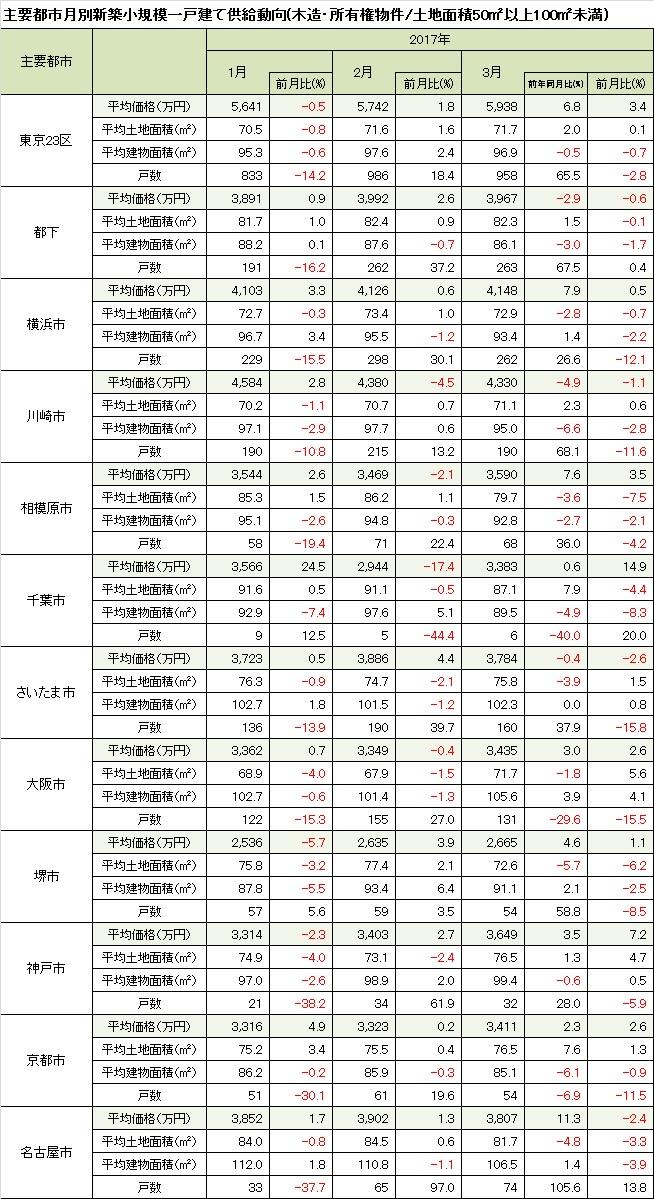 主要都市月別新築小規模一戸建て供給動向(木造・所有権物件/土地面積50㎡以上100㎡未満)
主要都市 2017年
1月 前月比(%) 2月 前月比(%) 3月 前年同月比(%) 前月比(%)
東京23区
平均価格(万円) 5,641 -0.5 5,742 1.8 5,938 6.8 3.4
平均土地面積(㎡) 70.5 -0.8 71.6 1.6 71.7 2.0 0.1
平均建物面積(㎡) 95.3 -0.6 97.6 2.4 96.9 -0.5 -0.7
戸数 833 -14.2 986 18.4 958 65.5 -2.8
都下
平均価格(万円) 3,891 0.9 3,992 2.6 3,967 -2.9 -0.6
平均土地面積(㎡) 81.7 1.0 82.4 0.9 82.3 1.5 -0.1
平均建物面積(㎡) 88.2 0.1 87.6 -0.7 86.1 -3.0 -1.7
戸数 191 -16.2 262 37.2 263 67.5 0.4
横浜市
平均価格(万円) 4,103 3.3 4,126 0.6 4,148 7.9 0.5
平均土地面積(㎡) 72.7 -0.3 73.4 1.0 72.9 -2.8 -0.7
平均建物面積(㎡) 96.7 3.4 95.5 -1.2 93.4 1.4 -2.2
戸数 229 -15.5 298 30.1 262 26.6 -12.1
川崎市
平均価格(万円) 4,584 2.8 4,380 -4.5 4,330 -4.9 -1.1
平均土地面積(㎡) 70.2 -1.1 70.7 0.7 71.1 2.3 0.6
平均建物面積(㎡) 97.1 -2.9 97.7 0.6 95.0 -6.6 -2.8
戸数 190 -10.8 215 13.2 190 68.1 -11.6
相模原市
平均価格(万円) 3,544 2.6 3,469 -2.1 3,590 7.6 3.5
平均土地面積(㎡) 85.3 1.5 86.2 1.1 79.7 -3.6 -7.5
平均建物面積(㎡) 95.1 -2.6 94.8 -0.3 92.8 -2.7 -2.1
戸数 58 -19.4 71 22.4 68 36.0 -4.2
千葉市
平均価格(万円) 3,566 24.5 2,944 -17.4 3,383 0.6 14.9
平均土地面積(㎡) 91.6 0.5 91.1 -0.5 87.1 7.9 -4.4
平均建物面積(㎡) 92.9 -7.4 97.6 5.1 89.5 -4.9 -8.3
戸数 9 12.5 5 -44.4 6 -40.0 20.0
さいたま市
平均価格(万円) 3,723 0.5 3,886 4.4 3,784 -0.4 -2.6
平均土地面積(㎡) 76.3 -0.9 74.7 -2.1 75.8 -3.9 1.5
平均建物面積(㎡) 102.7 1.8 101.5 -1.2 102.3 0.0 0.8
戸数 136 -13.9 190 39.7 160 37.9 -15.8
大阪市
平均価格(万円) 3,362 0.7 3,349 -0.4 3,435 3.0 2.6
平均土地面積(㎡) 68.9 -4.0 67.9 -1.5 71.7 -1.8 5.6
平均建物面積(㎡) 102.7 -0.6 101.4 -1.3 105.6 3.9 4.1
戸数 122 -15.3 155 27.0 131 -29.6 -15.5
堺市
平均価格(万円) 2,536 -5.7 2,635 3.9 2,665 4.6 1.1
平均土地面積(㎡) 75.8 -3.2 77.4 2.1 72.6 -5.7 -6.2
平均建物面積(㎡) 87.8 -5.5 93.4 6.4 91.1 2.1 -2.5
戸数 57 5.6 59 3.5 54 58.8 -8.5
神戸市
平均価格(万円) 3,314 -2.3 3,403 2.7 3,649 3.5 7.2
平均土地面積(㎡) 74.9 -4.0 73.1 -2.4 76.5 1.3 4.7
平均建物面積(㎡) 97.0 -2.6 98.9 2.0 99.4 -0.6 0.5
戸数 21 -38.2 34 61.9 32 28.0 -5.9
京都市
平均価格(万円) 3,316 4.9 3,323 0.2 3,411 2.3 2.6
平均土地面積(㎡) 75.2 3.4 75.5 0.4 76.5 7.6 1.3
平均建物面積(㎡) 86.2 -0.2 85.9 -0.3 85.1 -6.1 -0.9
戸数 51 -30.1 61 19.6 54 -6.9 -11.5
名古屋市
平均価格(万円) 3,852 1.7 3,902 1.3 3,807 11.3 -2.4
平均土地面積(㎡) 84.0 -0.8 84.5 0.6 81.7 -4.8 -3.3
平均建物面積(㎡) 112.0 1.8 110.8 -1.1 106.5 1.4 -3.9
戸数 33 -37.7 65 97.0 74 105.6 13.8